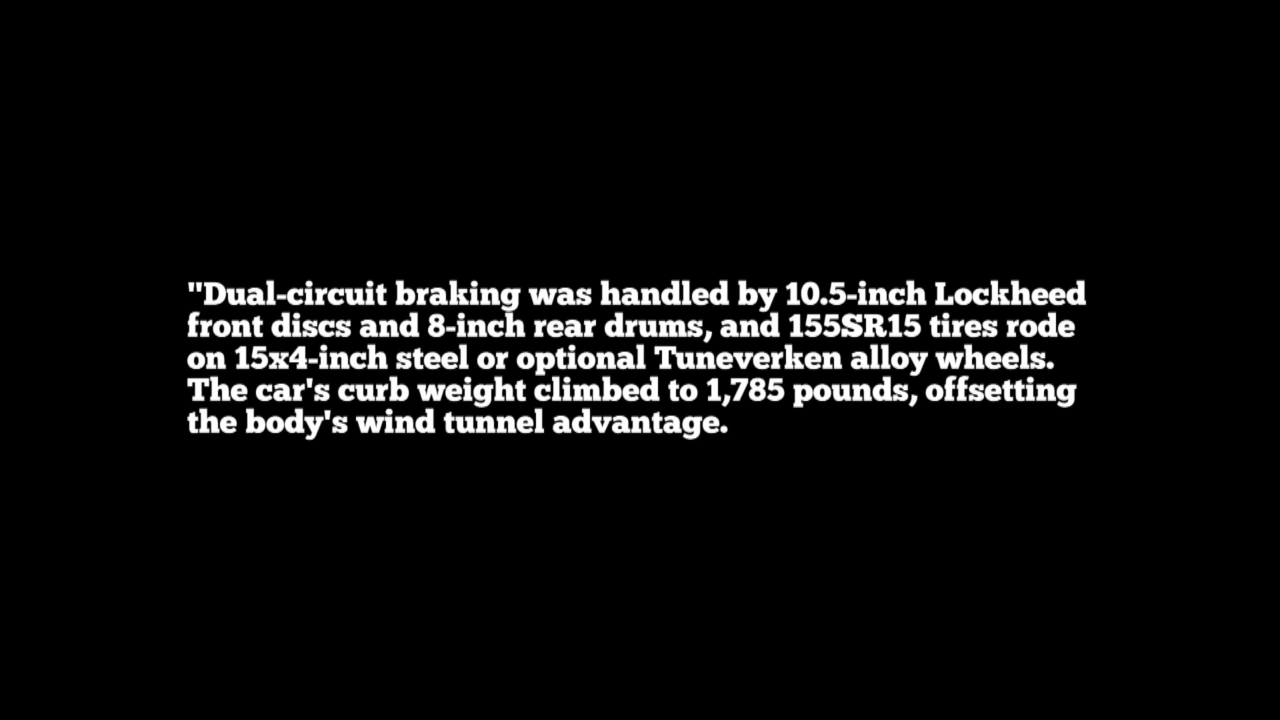 "Dual-circuit braking was handled by 10.5-inch Lockheed
front discs and 8-inch rear drums, and 155SR15 tires rode
on 15x4-inch steel or optional Tuneverken alloy wheels.
The car's curb weight climbed to 1,785 pounds, offsetting
the body's wind tunnel advantage.